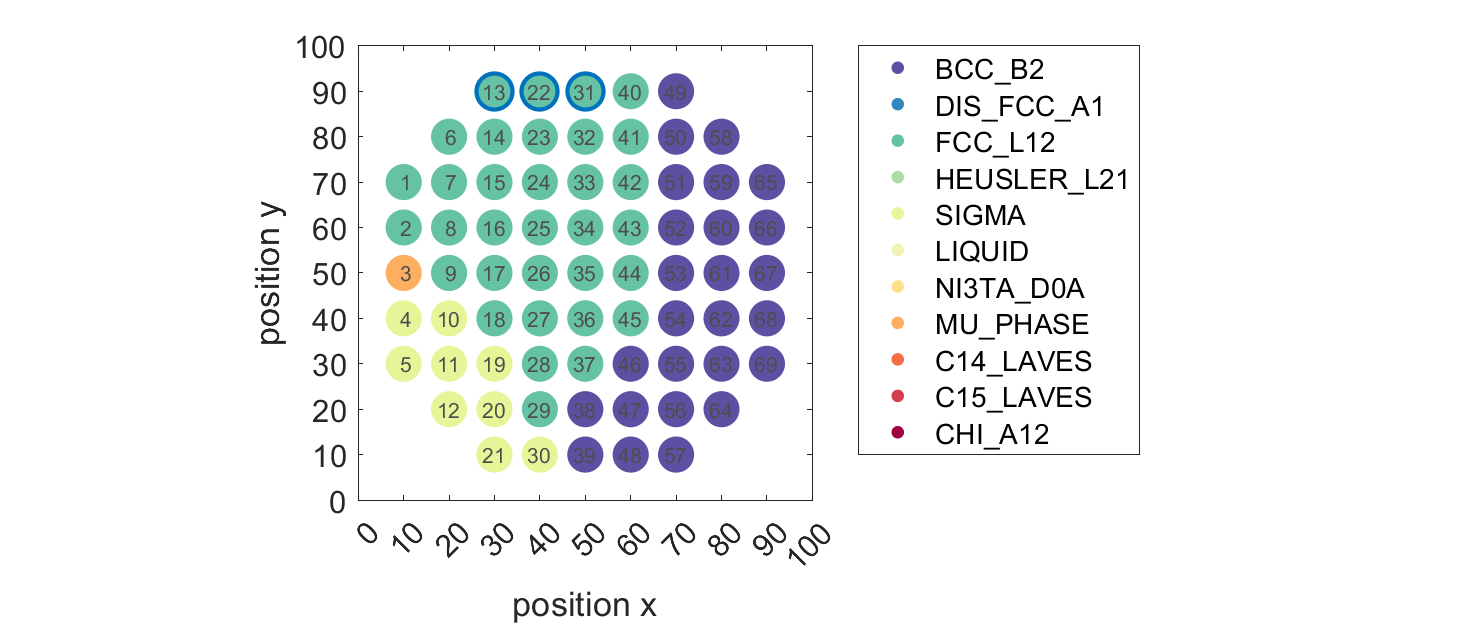 100
90
80
70
60
50
40
30
20
10
0
position y
13 22 31 40 49
6 14 23 32 41 50 58
1 7 15 24 33 42 51 59 65
2 8 16 25 34 43 52 60 66
3 9 17 26 35 44 53 61 67
4 10 18 27 36 45 54 62 68
5 11 19 28 37 46 55 63 69
12 20 29 38 47 56 64
21 30 39 48 57
0 10 20 30 40 50 60 70 80 90 100
position x
BCC_B2
DIS_FCC_A1
FCC_L12
HEUSLER_L21
SIGMA
LIQUID
NI3TA_D0A
MU_PHASE
C14_LAVES
C15_LAVES
CHI_A12